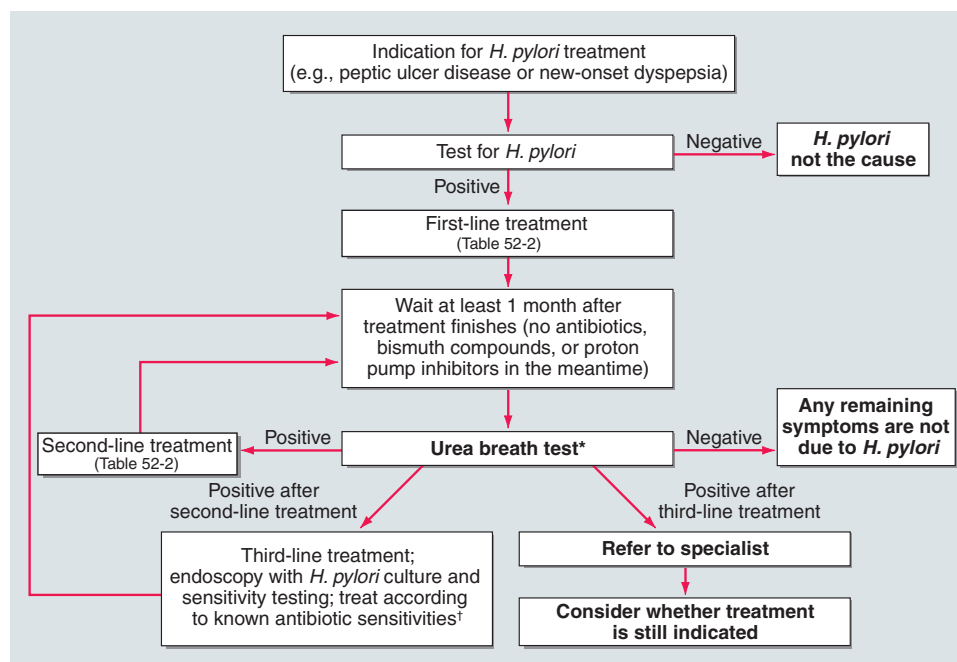 Indication for H. pylori treatment
(e.g., peptic ulcer disease or new-onset dyspepsia)
Test for H. pylori
Negative
H. pylori
not the cause
Positive
First-line treatment
(Table 52-2)
Wait at least 1 month after
treatment finishes (no antibiotics,
bismuth compounds, or proton
pump inhibitors in the meantime)
Second-line treatment
(Table 52-2)
Positive
Urea breath test*
Negative
Any remaining
symptoms are not
due to H. pylori
Positive after
second-line treatment
Positive after
third-line treatment
Third-line treatment;
endoscopy with H. pylori culture and
sensitivity testing; treat according
to known antibiotic sensitivities†
Refer to specialist
Consider whether treatment
is still indicated